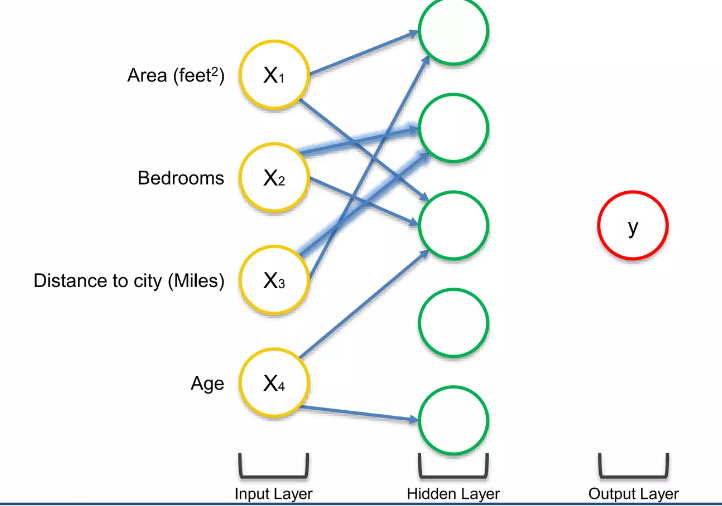 Area (feet²)
X₁
Bedrooms
X₂
Distance to city (Miles)
X₃
Age
X₄
y
Input Layer
Hidden Layer
Output Layer